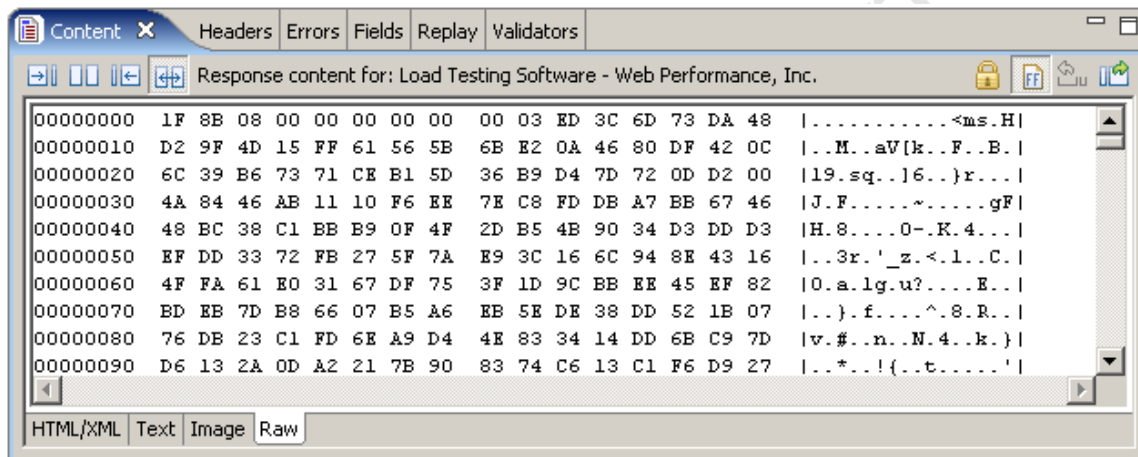 Content Headers Errors Fields Replay Validators
Response content for: Load Testing Software - Web Performance, Inc. FF
00000000 1F 8B 08 00 00 00 00 00 00 03 ED 3C 6D 73 DA 48 |...........<ms.H|
00000010 D2 9F 4D 15 FF 61 56 5B 6B E2 0A 46 80 DF 42 0C |..M..aV[k..F..B.|
00000020 6C 39 B6 73 71 CE B1 5D 36 B9 D4 7D 72 0D D2 00 |l9.sq..]6..}r...|
00000030 4A 84 46 AB 11 10 F6 EE 7E C8 FD DB A7 BB 67 46 |J.F.....~.....gF|
00000040 48 BC 38 C1 BB B9 0F 4F 2D B5 4B 90 34 D3 DD D3 |H.8....O-.K.4...|
00000050 EF DD 33 72 FB 27 5F 7A E9 3C 16 6C 94 8E 43 16 |..3r.'_z.<.l..C.|
00000060 4F FA 61 E0 31 67 DF 75 3F 1D 9C BB EE 45 EF 82 |O.a.1g.u?....E..|
00000070 BD EB 7D B8 66 07 B5 A6 EB 5E DE 38 DD 52 1B 07 |..}.f....^.8.R..|
00000080 76 DB 23 C1 FD 6E A9 D4 4E 83 34 14 DD 6B C9 7D |v.#..n..N.4..k.}|
00000090 D6 13 2A 0D A2 21 7B 90 83 74 C6 13 C1 F6 D9 27 |..*..!{..t.....'|
HTML/XML Text Image Raw